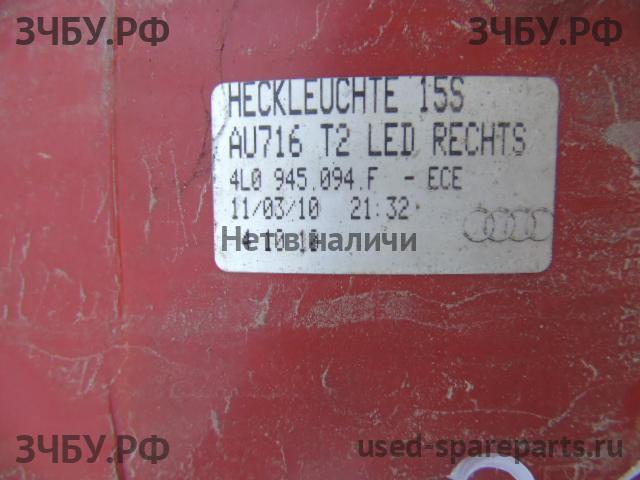 ЗЧБУ.РФ
ЗЧБУ.РФ
HECKLEUCHTE 15S
AU716 T2 LED RECHTS
4L0 945.094.F - ECE
11/03/10 21:32
Нет в наличи
ЗЧБУ.РФ
used-spareparts.ru